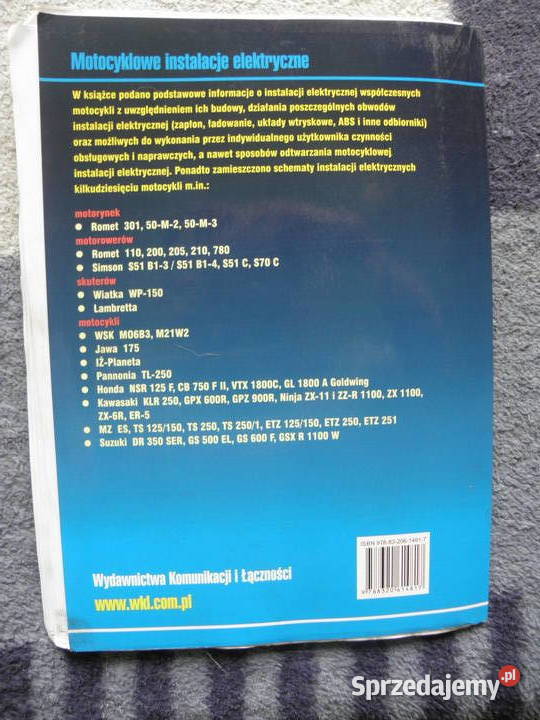 Motocyklowe instalacje elektryczne
W książce podano podstawowe informacje o instalacji elektrycznej współczesnych
motocykli z uwzględnieniem ich budowy, działania poszczególnych obwodów
instalacji elektrycznej (zapłon, ładowanie, układy wtryskowe, ABS i inne odbiorniki)
oraz możliwych do wykonania przez indywidualnego użytkownika czynności
obsługowych i naprawczych, a nawet sposobów odtwarzania motocyklowej
instalacji elektrycznej. Ponadto zamieszczono schematy instalacji elektrycznych
kilkudziesięciu motocykli m.in.:
motorynek
Romet 301, 50-M-2, 50-M-3
motorowerów
Romet 110, 200, 205, 210, 780
Simson S51 B1-3 / S51 B1-4, S51 C, S70 C
skuterów
Wiatka WP-150
Lambretta
motocykli
WSK MO6B3, M21W2
Jawa 175
IŻ-Planeta
Pannonia TL-250
Honda NSR 125 F, CB 750 F II, VTX 1800C, GL 1800 A Goldwing
Kawasaki KLR 250, GPX 600R, GPZ 900R, Ninja ZX-11 i ZZ-R 1100, ZX 1100,
ZX-6R, ER-5
MZ ES, TS 125/150, TS 250, TS 250/1, ETZ 125/150, ETZ 250, ETZ 251
Suzuki DR 350 SER, GS 500 EL, GS 600 F, GSX R 1100 W
ISBN 978-83-206-1461-7
9788320614617
Wydawnictwa Komunikacji i Łączności
www.wkl.com.pl
Sprzedajemy.pl